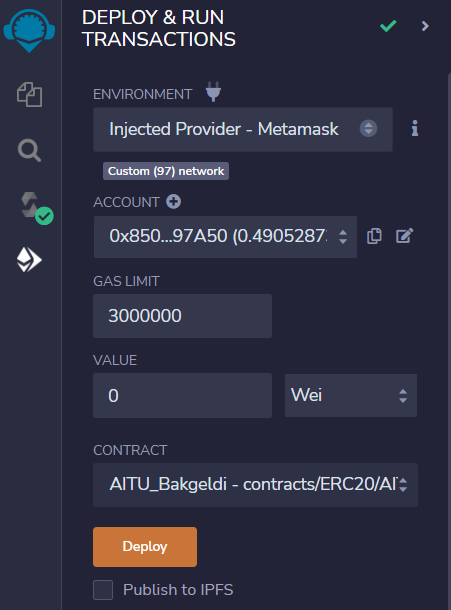 DEPLOY & RUN
TRANSACTIONS
ENVIRONMENT
Injected Provider - Metamask
Custom (97) network
ACCOUNT
0x850...97A50 (0.4905287
GAS LIMIT
3000000
VALUE
0
Wei
CONTRACT
AITU_Bakgeldi - contracts/ERC20/AI
Deploy
Publish to IPFS